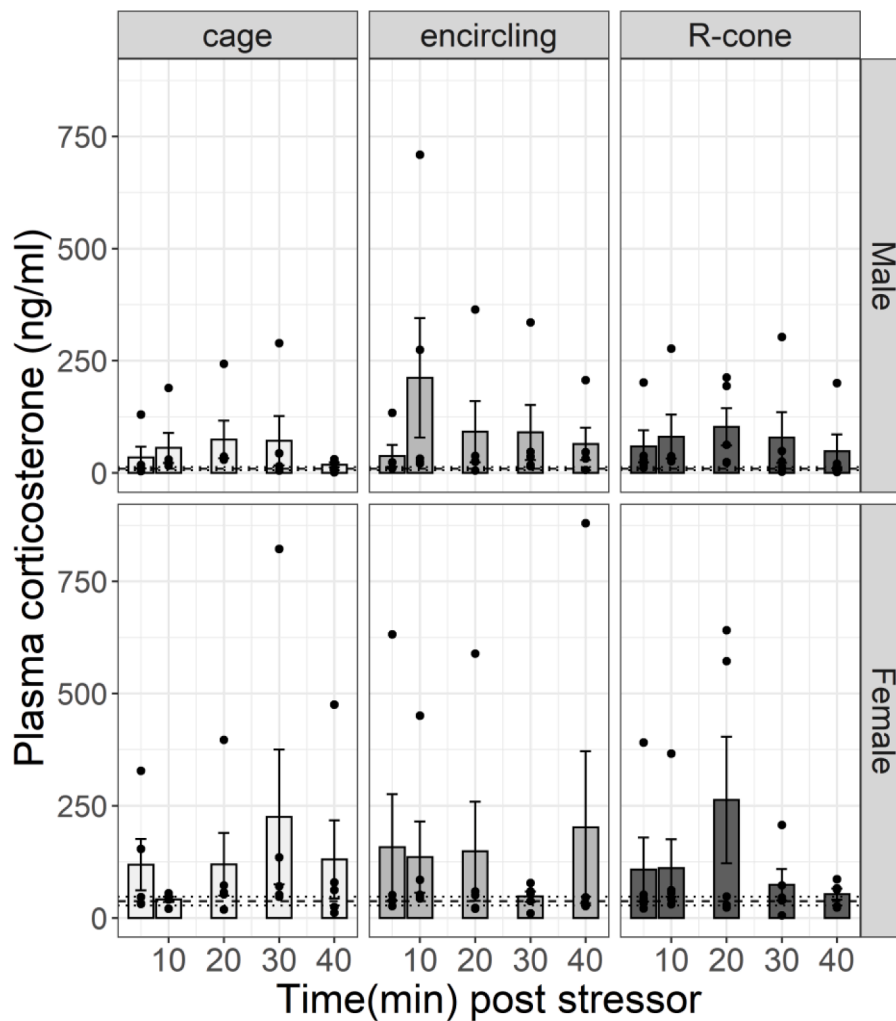 cage encircling R-cone
Plasma corticosterone (ng/ml)
750
500
250
0
Male
750
500
250
0
Female
10 20 30 40 10 20 30 40 10 20 30 40
Time(min) post stressor